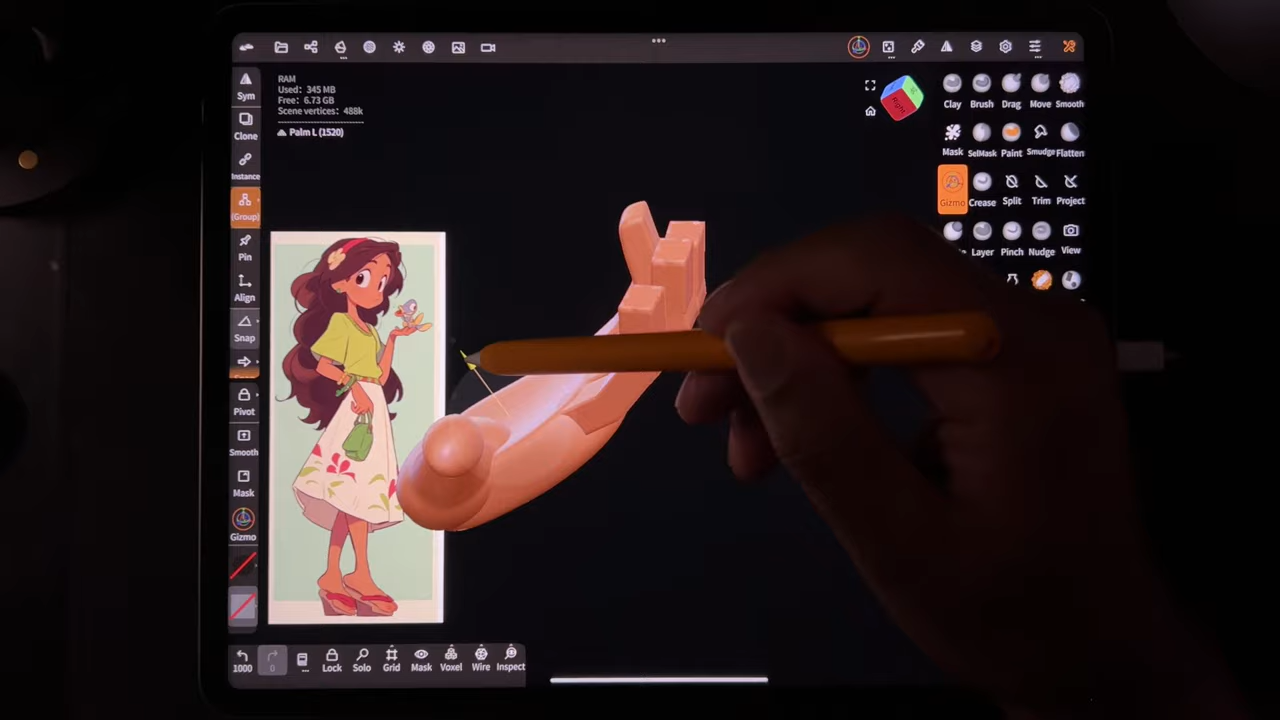 RAM
Used: 345 MB
Free: 6.73 GB
Scene vertices: 488k
Palm L (1520)
Sym
Clone
Instance
(Group)
Pin
Align
Snap
Pivot
Smooth
Mask
Gizmo
Right
Clay Brush Drag Move Smooth
Mask SelMask Paint Smudge Flatten
Gizmo Crease Split Trim Project
Layer Pinch Nudge View
1000 0 ... Lock Solo Grid Mask Voxel Wire Inspect